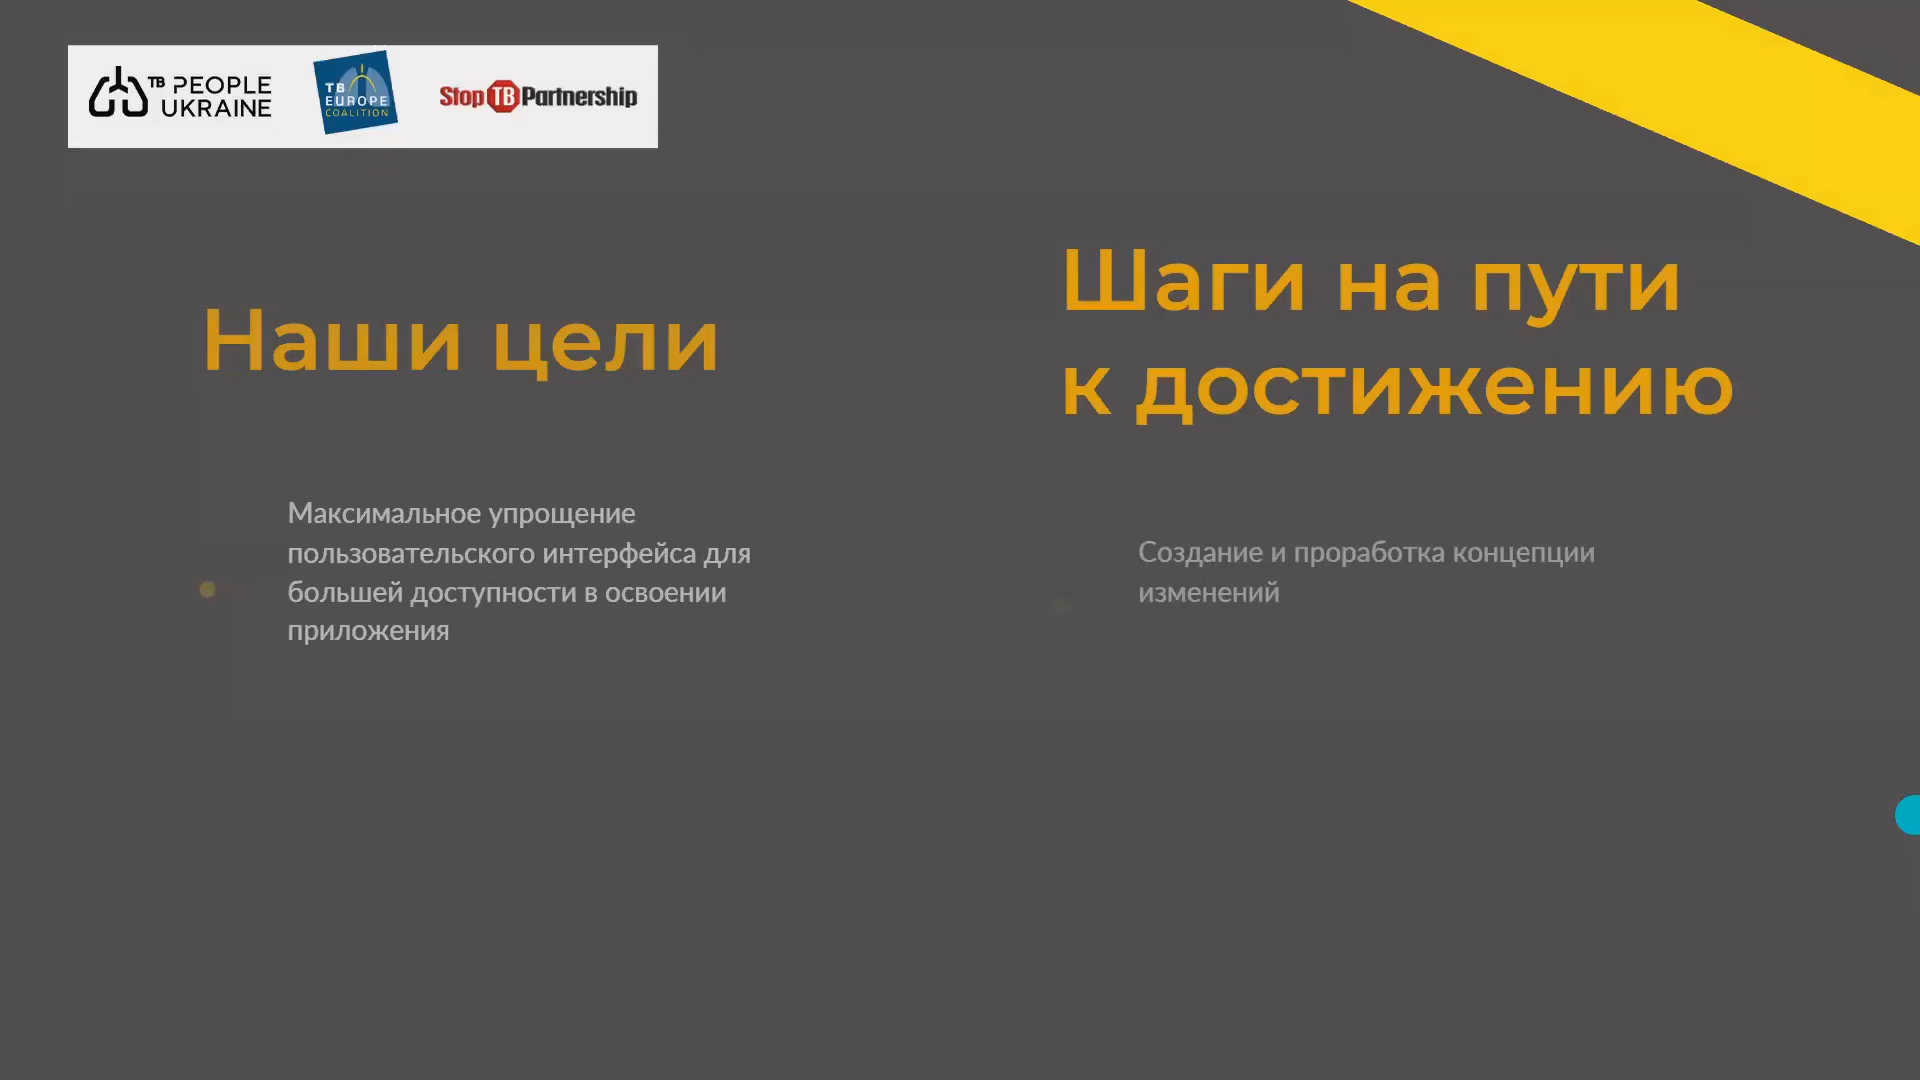 TB PEOPLE
UKRAINE
TB
EUROPE
COALITION
Stop TB Partnership
Наши цели
Максимальное упрощение
пользовательского интерфейса для
большей доступности в освоении
приложения
Шаги на пути
к достижению
Создание и проработка концепции
изменений